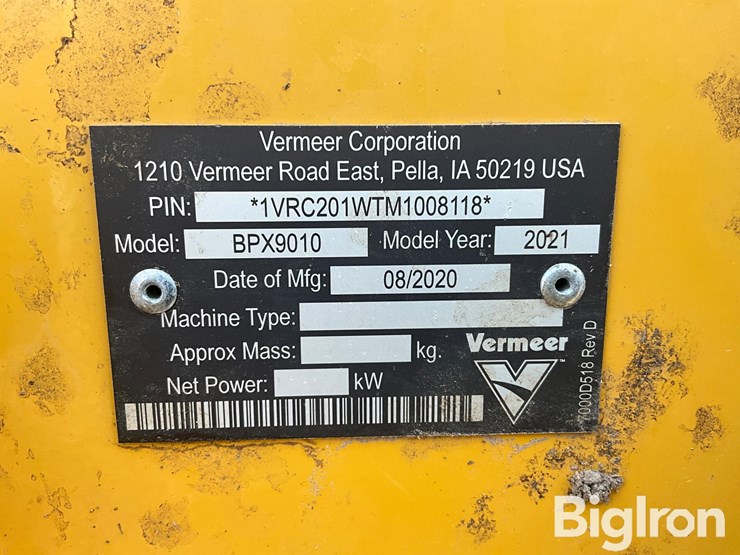 Vermeer Corporation
1210 Vermeer Road East, Pella, IA 50219 USA
PIN: *1VRC201WTM1008118*
Model: BPX9010 Model Year: 2021
Date of Mfg: 08/2020
Machine Type:
Approx Mass: kg.
Net Power: kW
Vermeer
™
7000D518 Rev D
BigIron